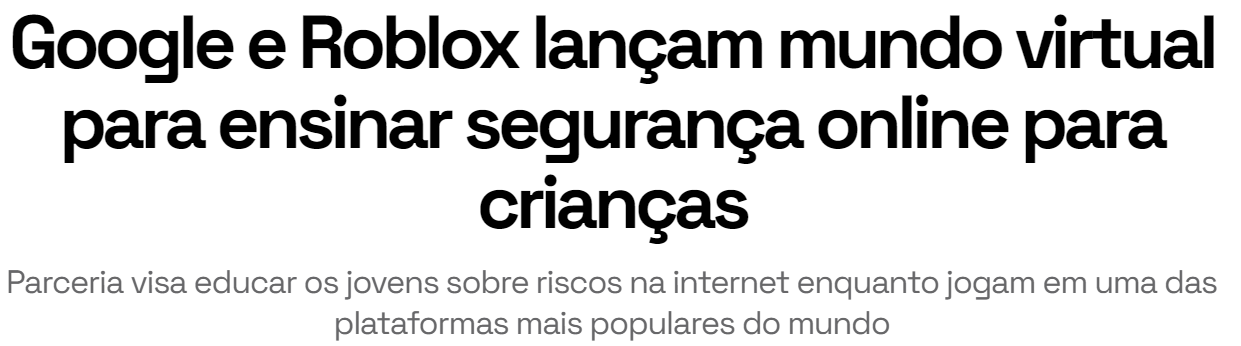 Google e Roblox lançam mundo virtual
para ensinar segurança online para
crianças
Parceria visa educar os jovens sobre riscos na internet enquanto jogam em uma das
plataformas mais populares do mundo